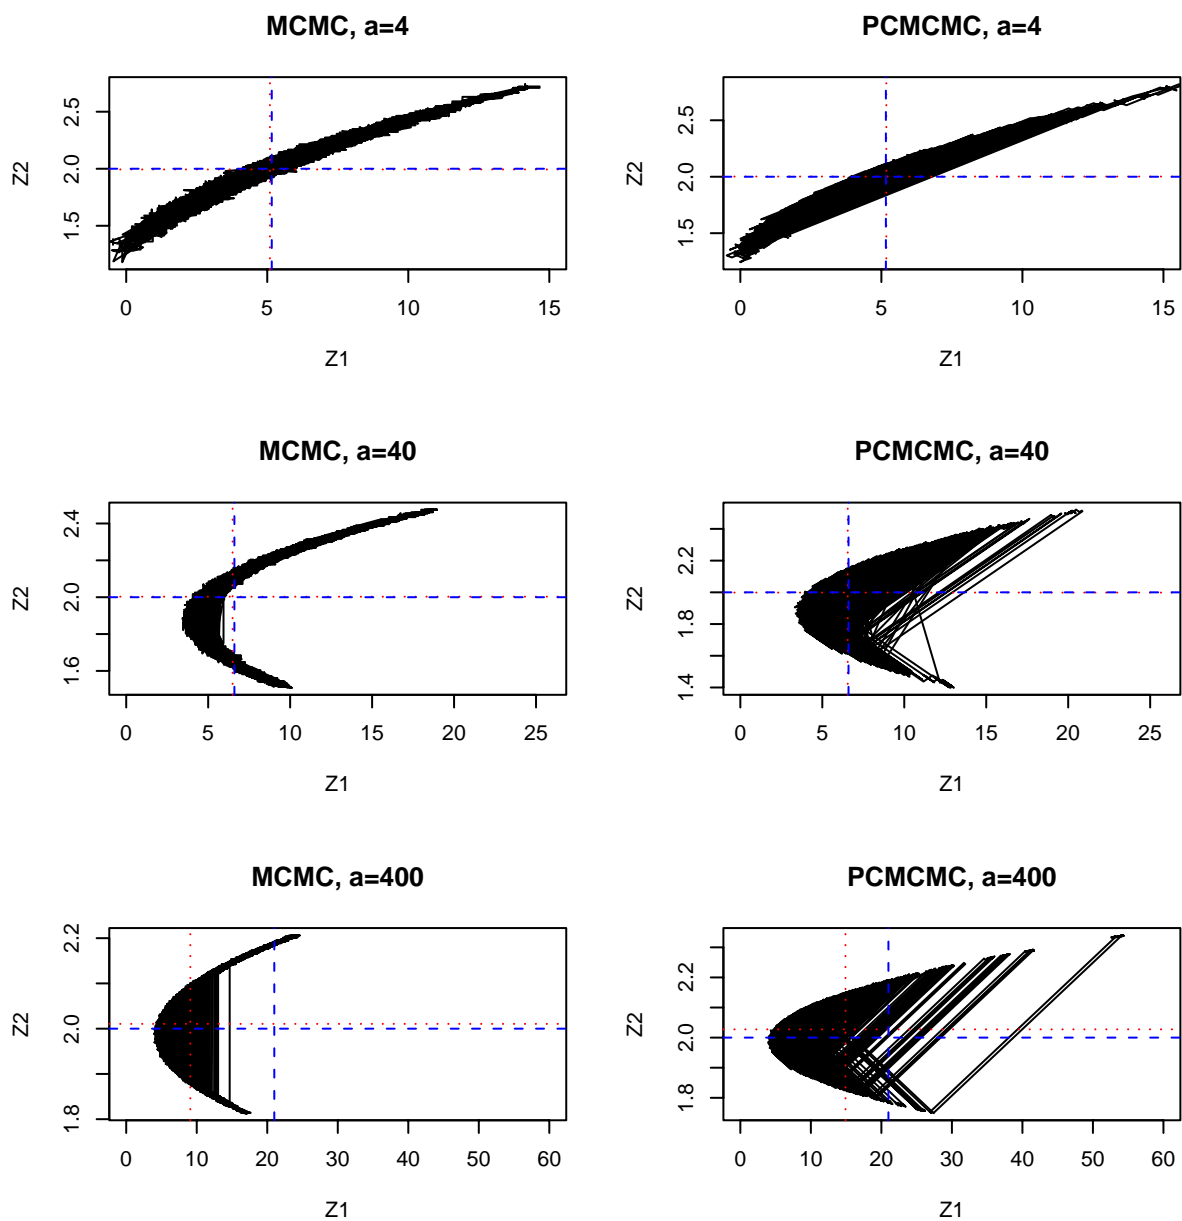 MCMC, a=4
Z2
1.5 2.0 2.5
0 5 10 15
Z1
PCMCMC, a=4
Z2
1.5 2.0 2.5
0 5 10 15
Z1
MCMC, a=40
Z2
1.6 2.0 2.4
0 5 10 15 20 25
Z1
PCMCMC, a=40
Z2
1.4 1.8 2.2
0 5 10 15 20 25
Z1
MCMC, a=400
Z2
1.8 2.0 2.2
0 10 20 30 40 50 60
Z1
PCMCMC, a=400
Z2
1.8 2.0 2.2
0 10 20 30 40 50 60
Z1